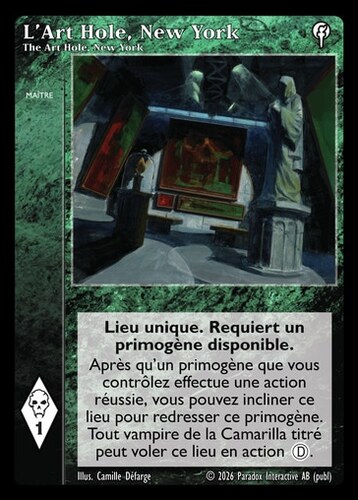 L'Art Hole, New York
The Art Hole, New York
MAÎTRE
Lieu unique. Requiert un
primogène disponible.
Après qu'un primogène que vous
contrôlez effectue une action
réussie, vous pouvez incliner ce
lieu pour redresser ce primogène.
Tout vampire de la Camarilla titré
peut voler ce lieu en action Ⓓ.
1
Illus. Camille Défarge
© 2026 Paradox Interactive AB (publ)